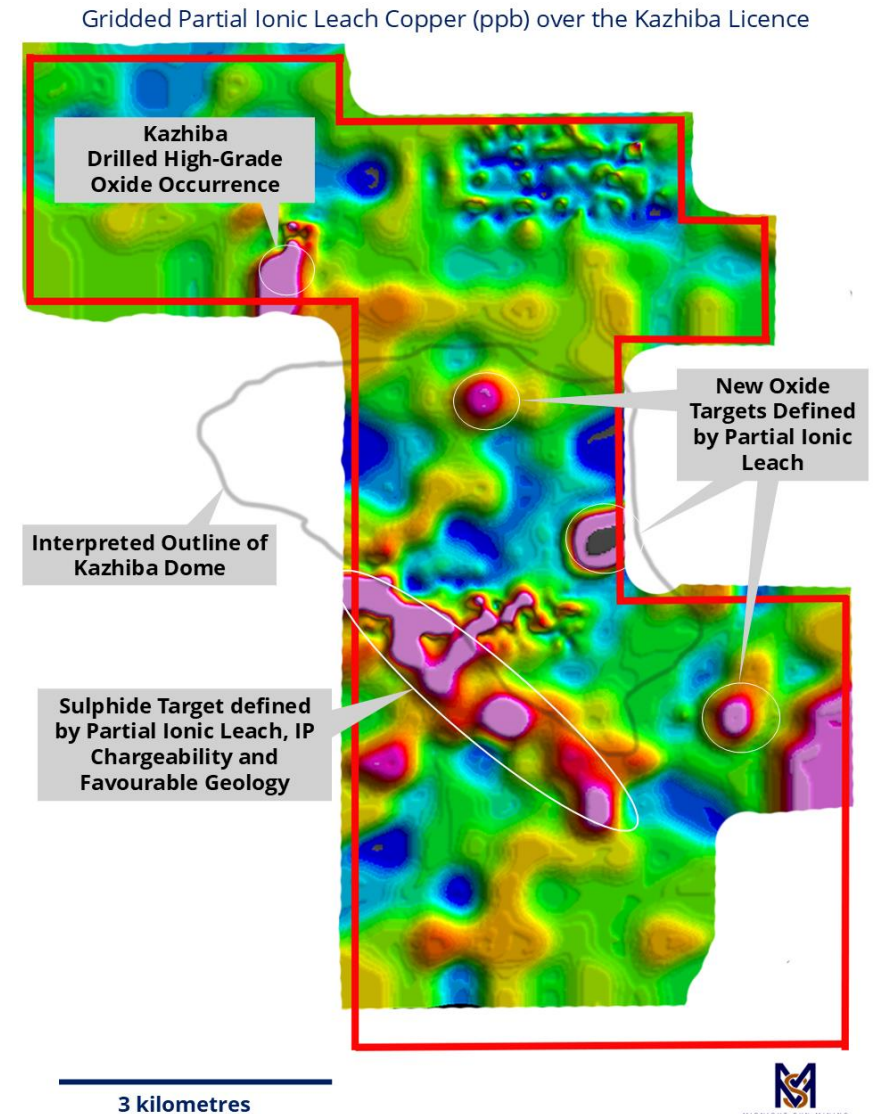 Gridded Partial Ionic Leach Copper (ppb) over the Kazhiba Licence
Kazhiba
Drilled High-Grade
Oxide Occurrence
New Oxide
Targets Defined
by Partial Ionic
Leach
Interpreted Outline of
Kazhiba Dome
Sulphide Target defined
by Partial Ionic Leach, IP
Chargeability and
Favourable Geology
3 kilometres